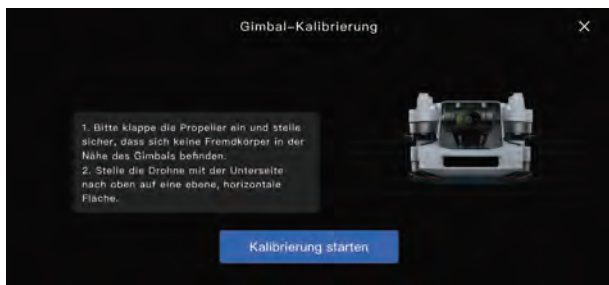 Gimbal-Kalibrierung
1. Bitte klappe die Propeller ein und stelle
sicher, dass sich keine Fremdkörper in der
Nähe des Gimbals befinden.
2. Stelle die Drohne mit der Unterseite
nach oben auf eine ebene, horizontale
Fläche.
Kalibrierung starten